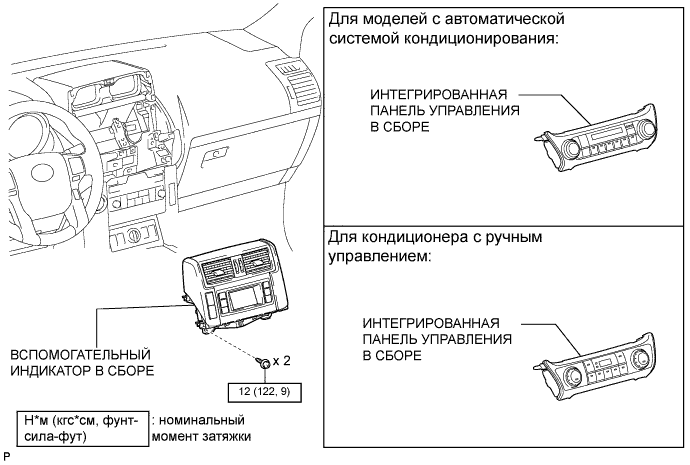 Для моделей с автоматической
системой кондиционирования:
ИНТЕГРИРОВАННАЯ
ПАНЕЛЬ УПРАВЛЕНИЯ
В СБОРЕ
Для кондиционера с ручным
управлением:
ИНТЕГРИРОВАННАЯ
ПАНЕЛЬ УПРАВЛЕНИЯ
В СБОРЕ
ВСПОМОГАТЕЛЬНЫЙ
ИНДИКАТОР В СБОРЕ
x 2
12 (122, 9)
Н*м (кгс*см, фунт-
сила-фут)
: номинальный
момент затяжки
P